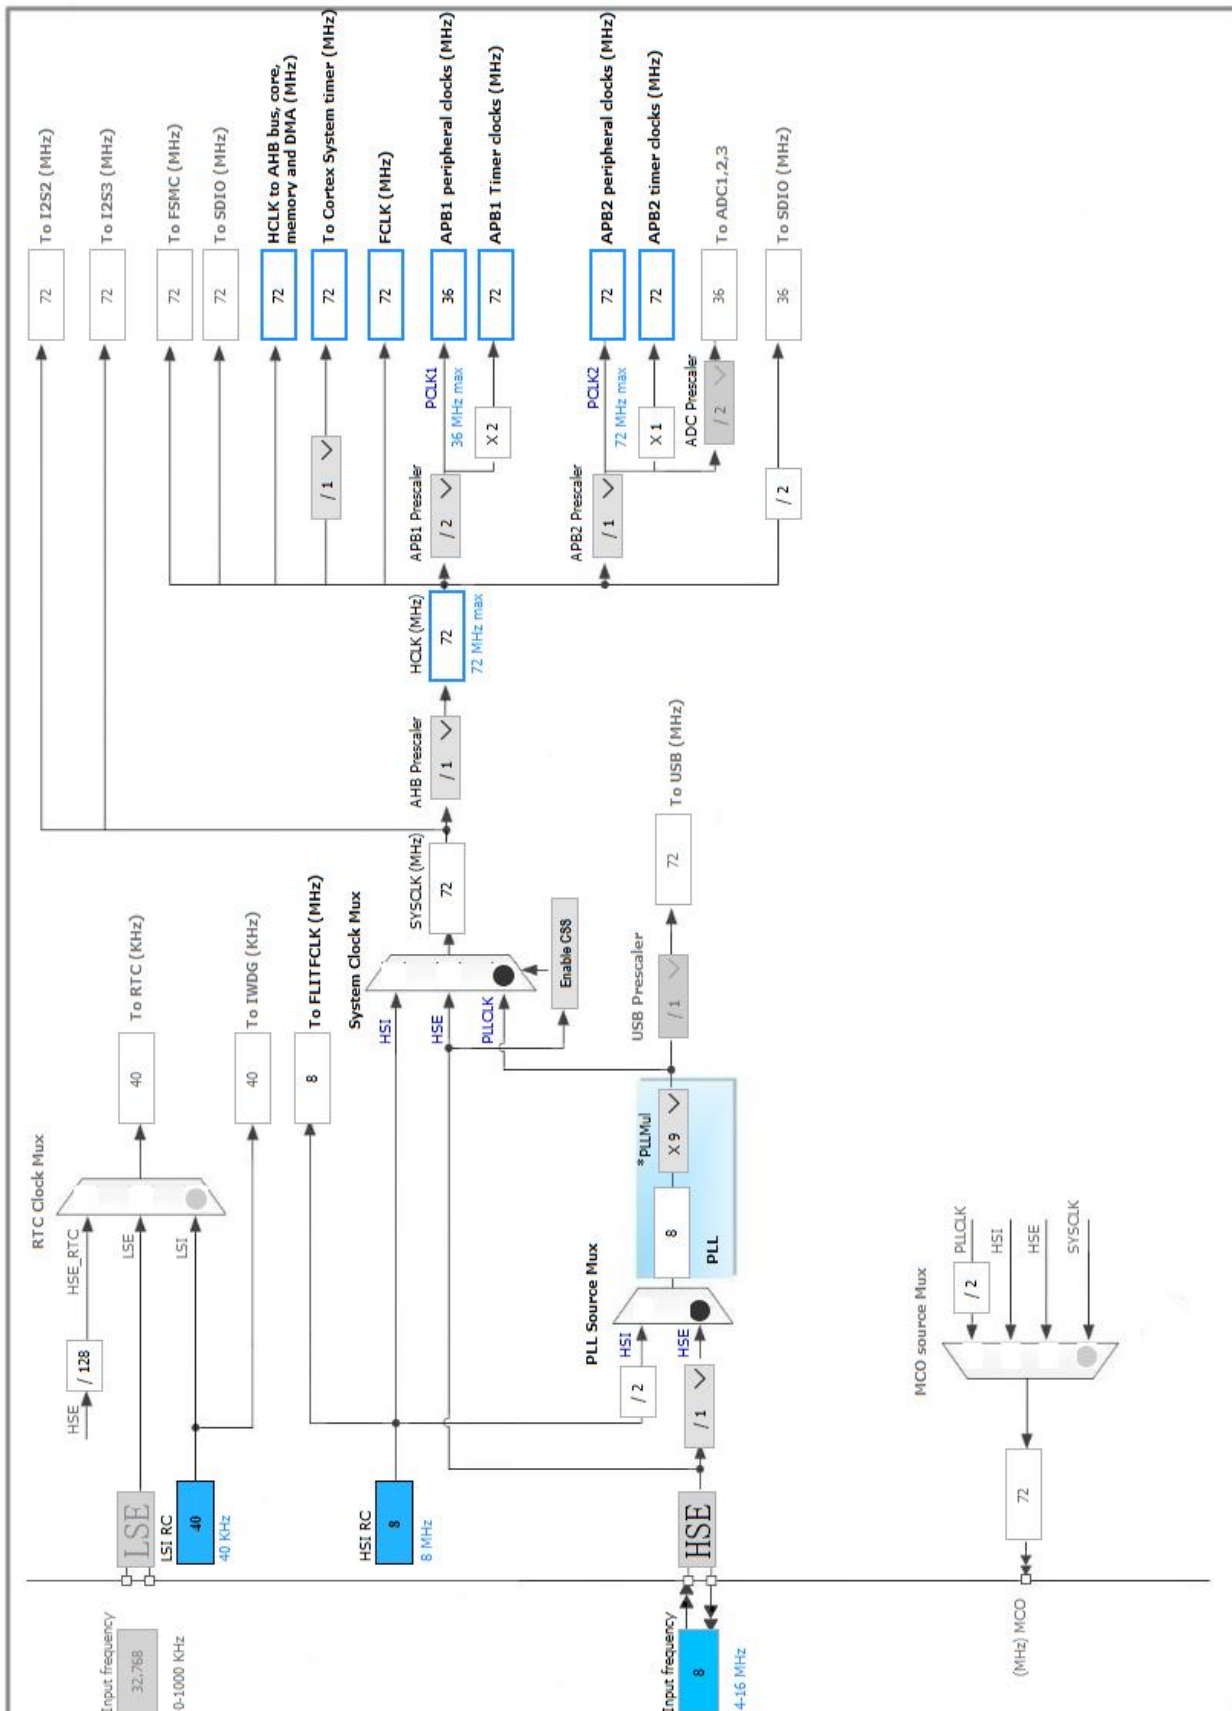 Input frequency
32.768
0-1000 KHz
LSE
LSI RC
40
40 KHz
HSE
/ 128
HSE_RTC
LSE
LSI
RTC Clock Mux
40
To RTC (KHz)
40
To IWDG (KHz)
HSI RC
8
8 MHz
8
To FLITFCLK (MHz)
System Clock Mux
HSI
HSE
PLLCLK
Enable CSS
SYSCLK (MHz)
72
AHB Prescaler
/ 1
HCLK (MHz)
72
72 MHz max
72
To I2S2 (MHz)
72
To I2S3 (MHz)
72
To FSMC (MHz)
72
To SDIO (MHz)
72
HCLK to AHB bus, core,
memory and DMA (MHz)
/ 1
72
To Cortex System timer (MHz)
72
FCLK (MHz)
APB1 Prescaler
/ 2
PCLK1
36 MHz max
36
APB1 peripheral clocks (MHz)
X 2
72
APB1 Timer clocks (MHz)
APB2 Prescaler
/ 1
PCLK2
72 MHz max
72
APB2 peripheral clocks (MHz)
X 1
72
APB2 timer clocks (MHz)
ADC Prescaler
/ 2
36
To ADC1,2,3
/ 2
36
To SDIO (MHz)
Input frequency
8
4-16 MHz
HSE
/ 1
/ 2
PLL Source Mux
HSI
HSE
8
*PLLMul
X 9
PLL
USB Prescaler
/ 1
72
To USB (MHz)
MCO source Mux
PLLCLK
/ 2
HSI
HSE
SYSCLK
72
(MHz) MCO